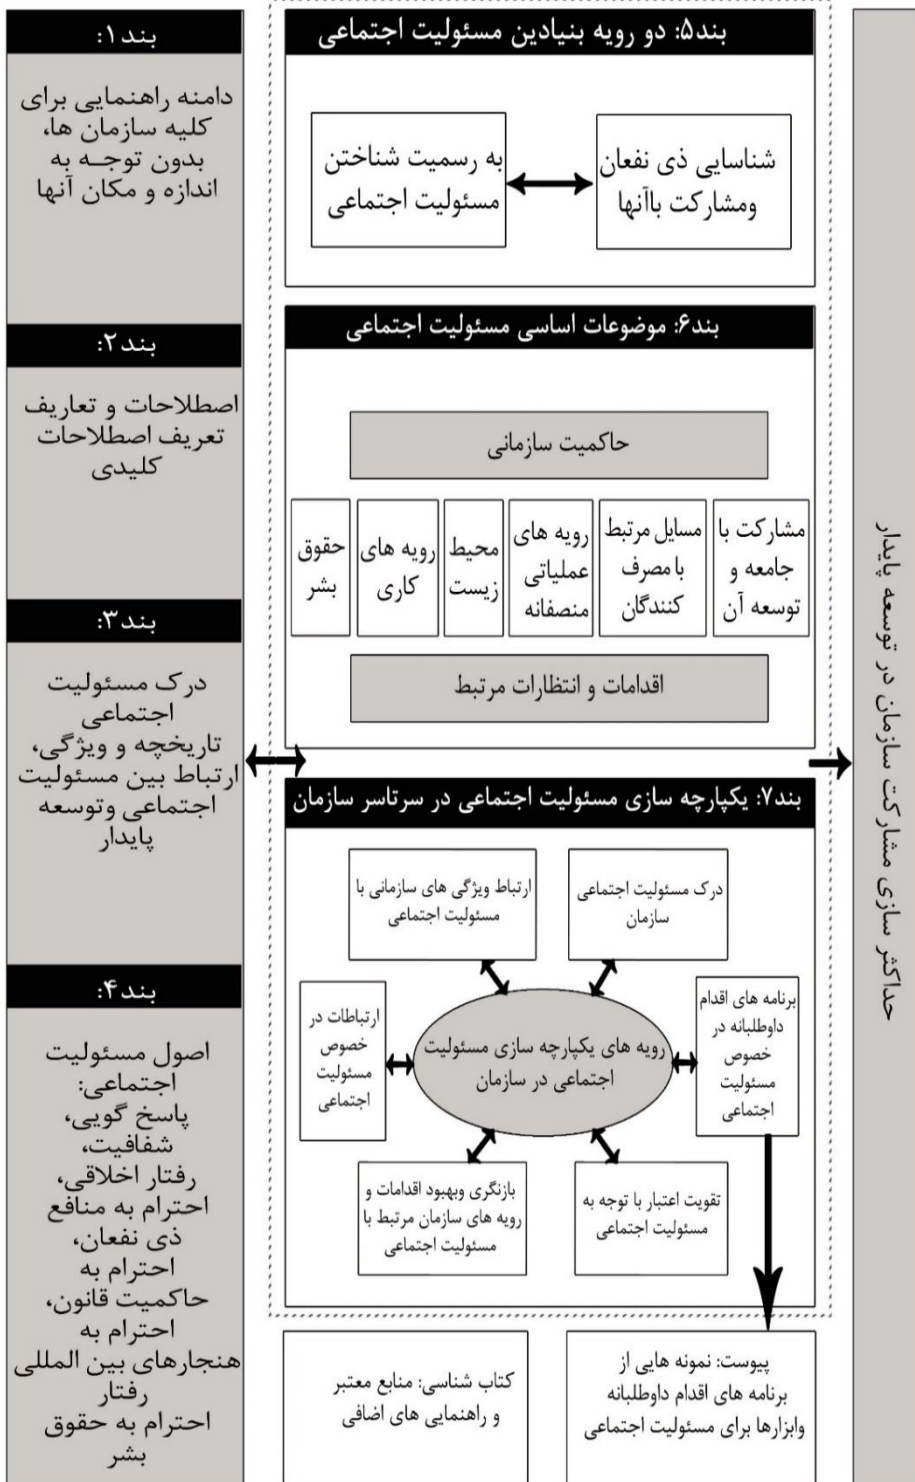 بند۱:
دامنه راهنمایی برای
کلیه سازمان ها،
بدون توجـه به
اندازه و مکان آنها
بند۲:
اصطلاحات و تعاریف
تعریف اصطلاحات
کلیدی
بند۳:
درک مسئولیت
اجتماعی
تاریخچه و ویژگی،
ارتباط بین مسئولیت
اجتماعی وتوسعه
پایدار
بند۴:
اصول مسئولیت
اجتماعی:
پاسخ گویی،
شفافیت،
رفتار اخلاقی،
احترام به منافع
ذی نفعان،
احترام به
حاکمیت قانون،
احترام به
هنجارهای بین المللی
رفتار
احترام به حقوق
بشر
بند۵: دو رویه بنیادین مسئولیت اجتماعی
شناسایی ذی نفعان
ومشارکت باآنها
به رسمیت شناختن
مسئولیت اجتماعی
بند۶: موضوعات اساسی مسئولیت اجتماعی
حاکمیت سازمانی
مشارکت با
جامعه و
توسعه آن
مسایل مرتبط
با مصرف
کنندگان
رویه های
عملیاتی
منصفانه
محیط
زیست
رویه های
کاری
حقوق
بشر
اقدامات و انتظارات مرتبط
بند۷: یکپارچه سازی مسئولیت اجتماعی در سرتاسر سازمان
درک مسئولیت اجتماعی
سازمان
ارتباط ویژگی های سازمانی با
مسئولیت اجتماعی
برنامه های اقدام
داوطلبانه در
خصوص
مسئولیت
اجتماعی
رویه های یکپارچه سازی مسئولیت
اجتماعی در سازمان
ارتباطات در
خصوص
مسئولیت
اجتماعی
تقویت اعتبار با توجه به
مسئولیت اجتماعی
بازنگری وبهبود اقدامات و
رویه های سازمان مرتبط با
مسئولیت اجتماعی
پیوست: نمونه هایی از
برنامه های اقدام داوطلبانه
وابزارها برای مسئولیت اجتماعی
کتاب شناسی: منابع معتبر
و راهنمایی های اضافی
حداکثر سازی مشارکت سازمان در توسعه پایدار